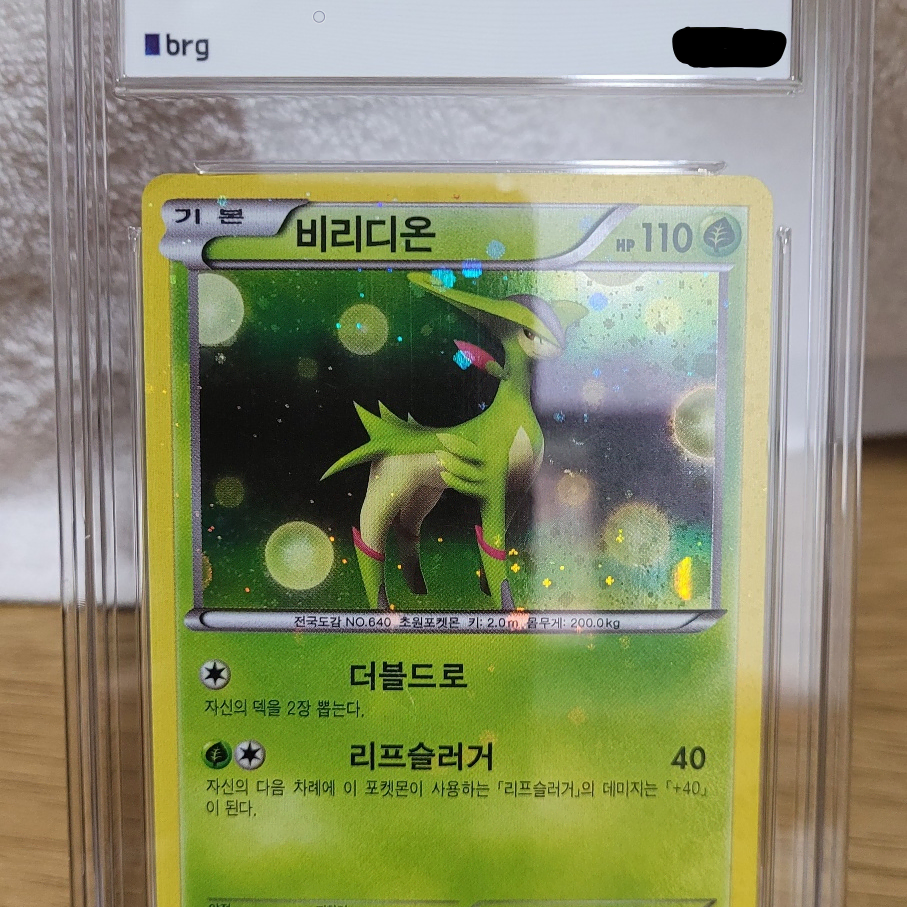 brg
기본
비리디온
HP 110
전국도감 NO.640 초원포켓몬 키: 2.0m 몸무게: 200.0kg
더블드로
자신의 덱을 2장 뽑는다.
리프슬러거 40
자신의 다음 차례에 이 포켓몬이 사용하는 「리프슬러거」의 데미지는 「+40」
이 된다.